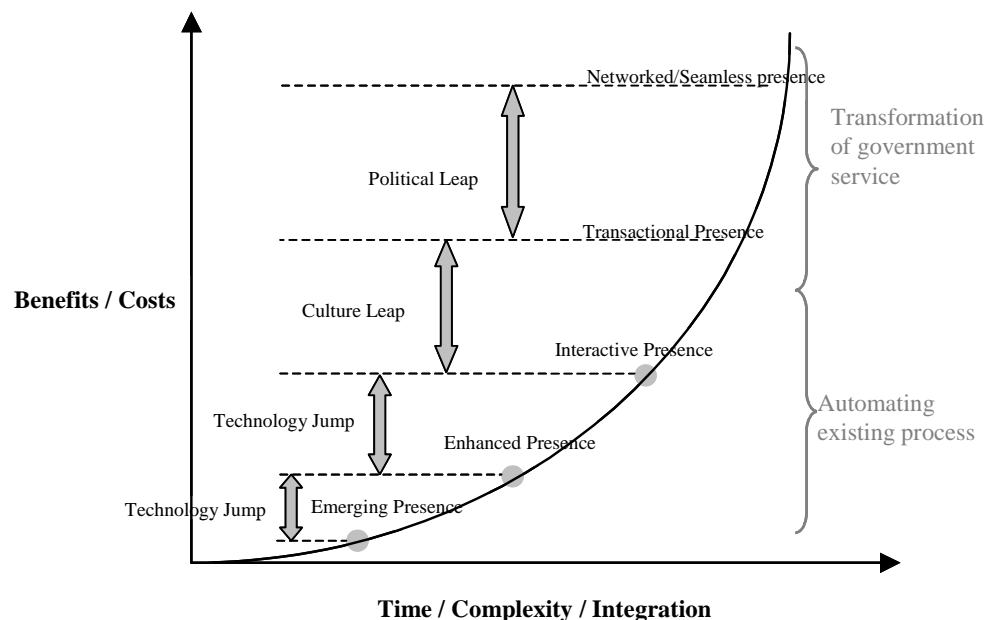 Networked/Seamless presence
Transformation
of government
service
Political Leap
Transactional Presence
Benefits / Costs
Culture Leap
Interactive Presence
Automating
existing process
Technology Jump
Enhanced Presence
Technology Jump
Emerging Presence
Time / Complexity / Integration